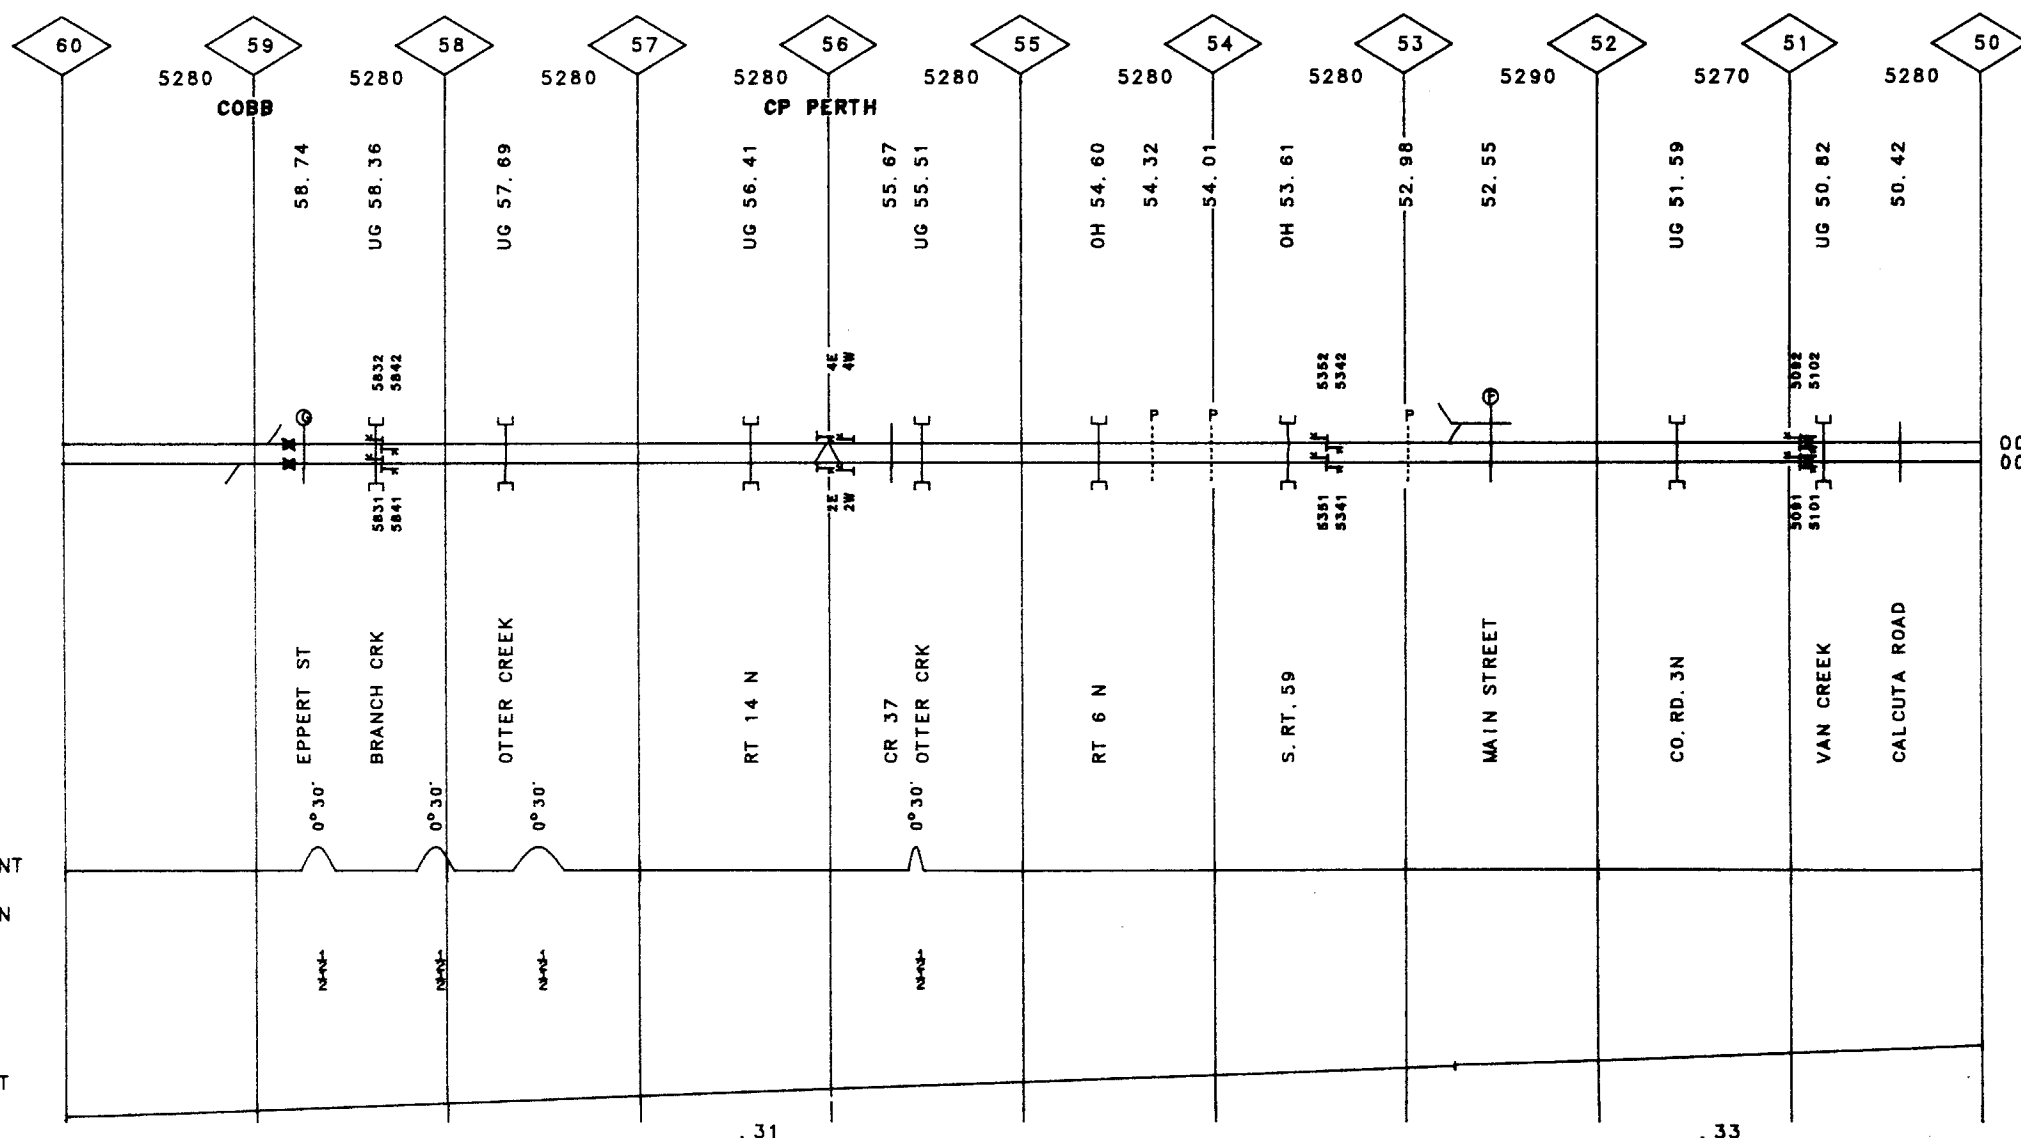 60 59 58 57 56 55 54 53 52 51 50
5280 5280 5280 5280 5280 5280 5280 5290 5270 5280
COBB CP PERTH
58.74
UG 58.36
UG 57.69
UG 56.41
55.67
UG 55.51
OH 54.60
54.32
54.01
OH 53.61
52.98
52.55
UG 51.59
UG 50.82
50.42
5832
5842
4E
4W
5352
5342
5092
5102
G
P P P
F
5831
5841
2E
2W
5351
5341
5091
5101
EPPERT ST
BRANCH CRK
OTTER CREEK
RT 14 N
CR 37
OTTER CRK
RT 6 N
S.RT.59
MAIN STREET
CO.RD.3N
VAN CREEK
CALCUTA ROAD
0°30' 0°30' 0°30' 0°30'
NT
N
T
.31 .33